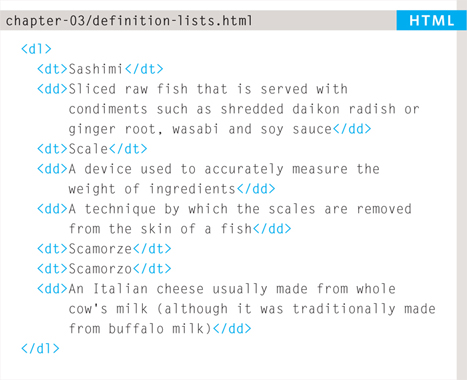 chapter-03/definition-lists.html HTML
<dl>
<dt>Sashimi</dt>
<dd>Sliced raw fish that is served with
condiments such as shredded daikon radish or
ginger root, wasabi and soy sauce</dd>
<dt>Scale</dt>
<dd>A device used to accurately measure the
weight of ingredients</dd>
<dd>A technique by which the scales are removed
from the skin of a fish</dd>
<dt>Scamorze</dt>
<dt>Scamorzo</dt>
<dd>An Italian cheese usually made from whole
cow's milk (although it was traditionally made
from buffalo milk)</dd>
</dl>